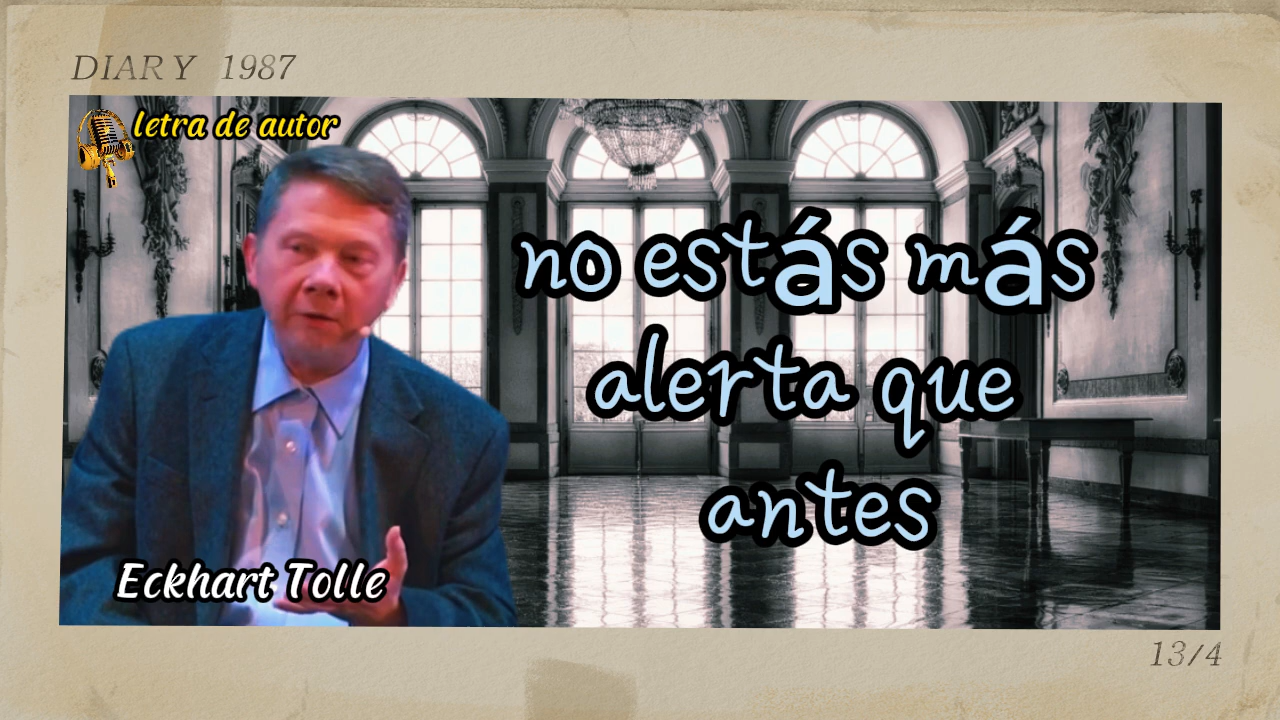 DIARY 1987
letra de autor
no estás más
alerta que
antes
Eckhart Tolle
13/4